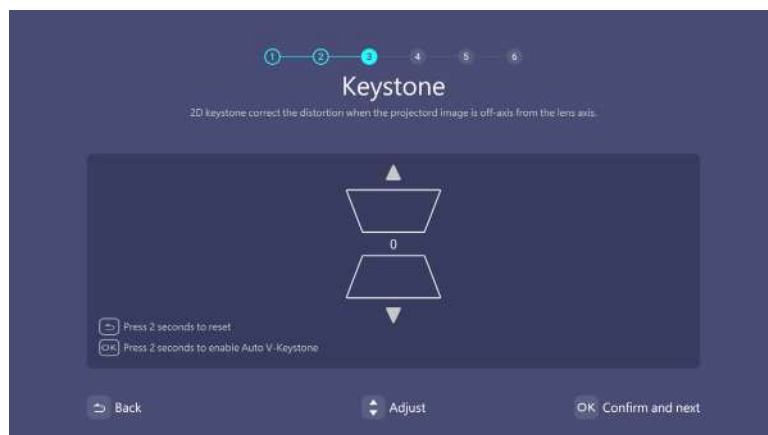 1 2 3 4 5 6
Keystone
2D keystone correct the distortion when the projectord image is off-axis from the lens axis.
0
Press 2 seconds to reset
OK Press 2 seconds to enable Auto V-Keystone
Back Adjust OK Confirm and next